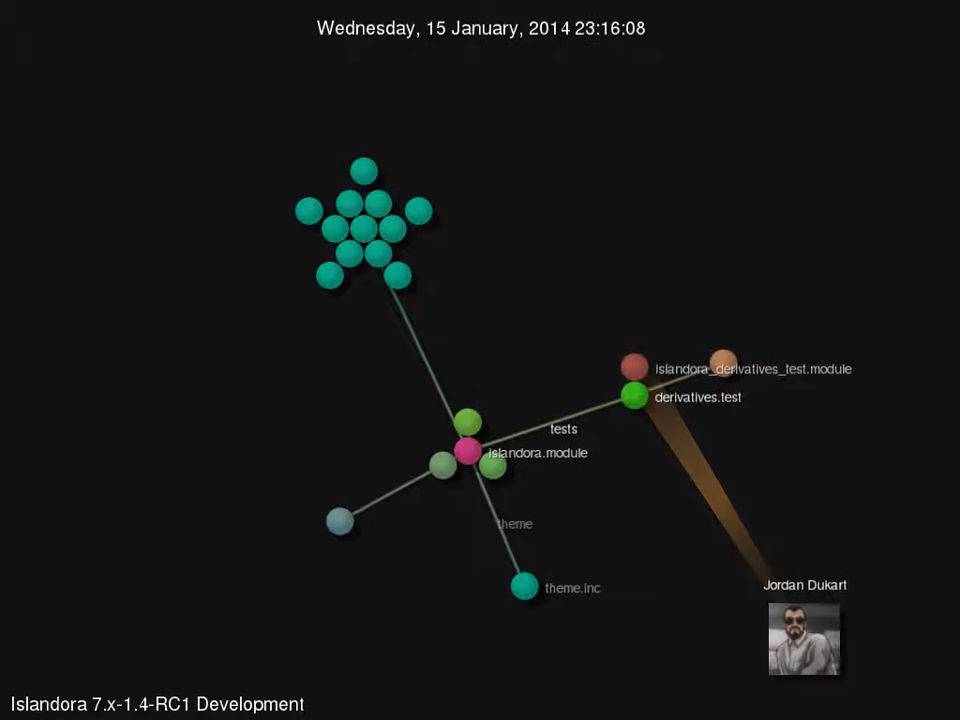 Wednesday, 15 January, 2014 23:16:08
islandora_derivatives_test.module
derivatives.test
tests
islandora.module
theme
theme.inc
Jordan Dukart
Islandora 7.x-1.4-RC1 Development